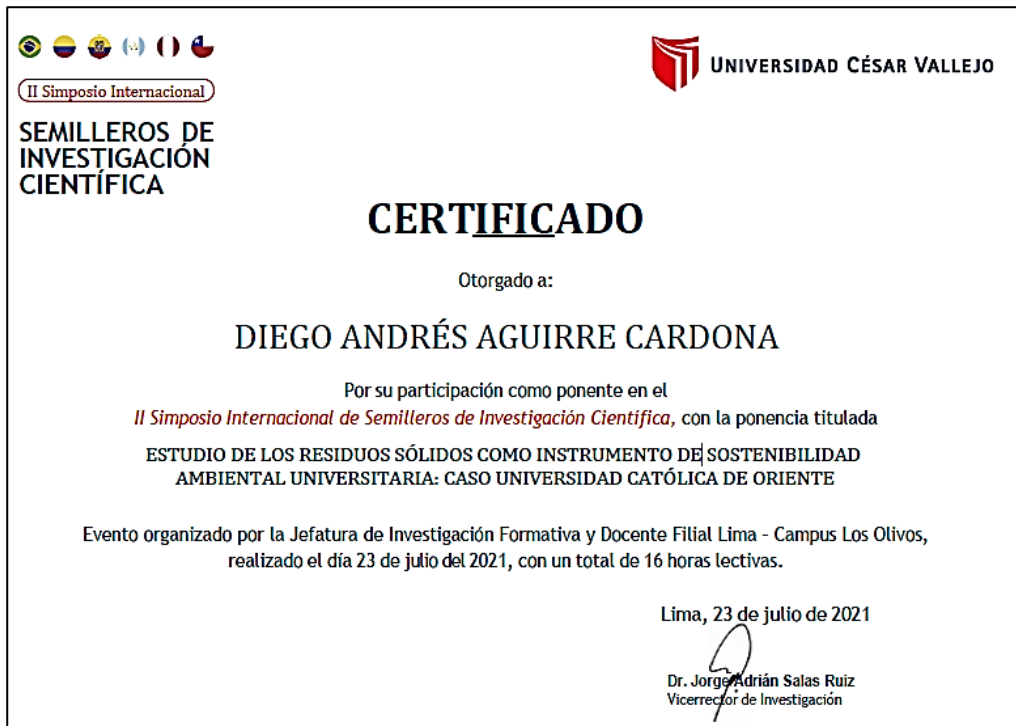 II Simposio Internacional
SEMILLEROS DE
INVESTIGACIÓN
CIENTÍFICA
UNIVERSIDAD CÉSAR VALLEJO
CERTIFICADO
Otorgado a:
DIEGO ANDRÉS AGUIRRE CARDONA
Por su participación como ponente en el
II Simposio Internacional de Semilleros de Investigación Científica, con la ponencia titulada
ESTUDIO DE LOS RESIDUOS SÓLIDOS COMO INSTRUMENTO DE SOSTENIBILIDAD
AMBIENTAL UNIVERSITARIA: CASO UNIVERSIDAD CATÓLICA DE ORIENTE
Evento organizado por la Jefatura de Investigación Formativa y Docente Filial Lima - Campus Los Olivos,
realizado el día 23 de julio del 2021, con un total de 16 horas lectivas.
Lima, 23 de julio de 2021
Dr. Jorge Adrián Salas Ruiz
Vicerrector de Investigación